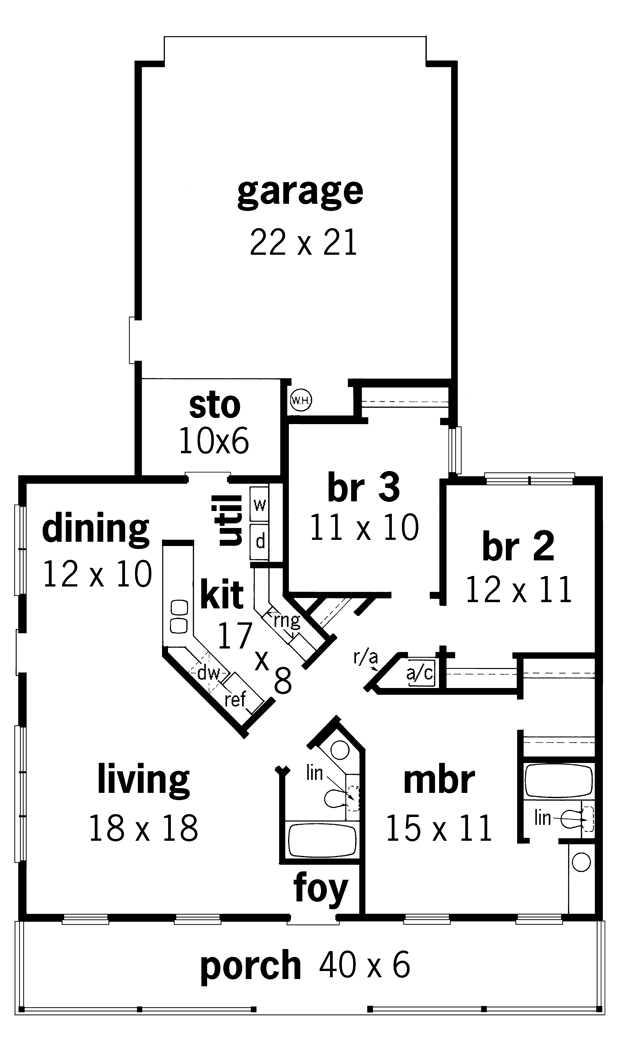 garage
22 x 21
W.H.
sto
10x6
br 3
11 x 10
util
w
d
dining
12 x 10
br 2
12 x 11
kit
17
x
8
rng
r/a
a/c
dw
ref
living
18 x 18
lin
mbr
15 x 11
lin
foy
porch 40 x 6